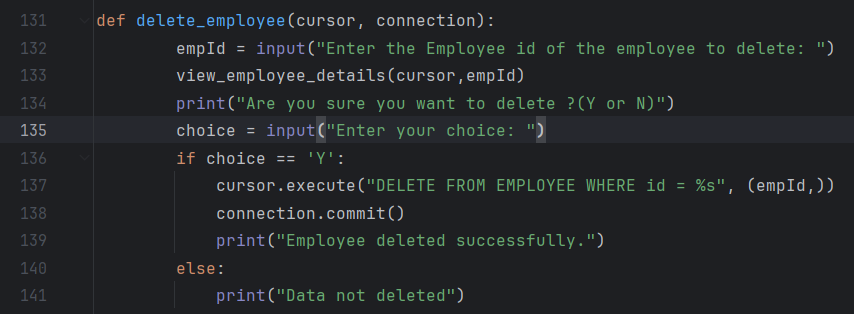 131 def delete_employee(cursor, connection):
132 empId = input("Enter the Employee id of the employee to delete: ")
133 view_employee_details(cursor,empId)
134 print("Are you sure you want to delete ?(Y or N)")
135 choice = input("Enter your choice: ")
136 if choice == 'Y':
137 cursor.execute("DELETE FROM EMPLOYEE WHERE id = %s", (empId,))
138 connection.commit()
139 print("Employee deleted successfully.")
140 else:
141 print("Data not deleted")